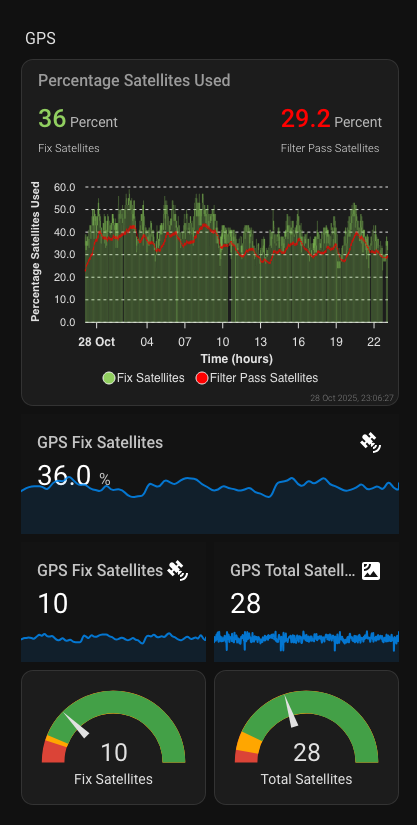 GPS
Percentage Satellites Used
36 Percent
29.2 Percent
Fix Satellites
Filter Pass Satellites
Percentage Satellites Used
60.0
50.0
40.0
30.0
20.0
10.0
0.0
28 Oct 04 07 10 13 16 19 22
Time (hours)
Fix Satellites Filter Pass Satellites
28 Oct 2025, 23:06:27
GPS Fix Satellites
36.0 %
GPS Fix Satellites
10
GPS Total Satell...
28
10
Fix Satellites
28
Total Satellites